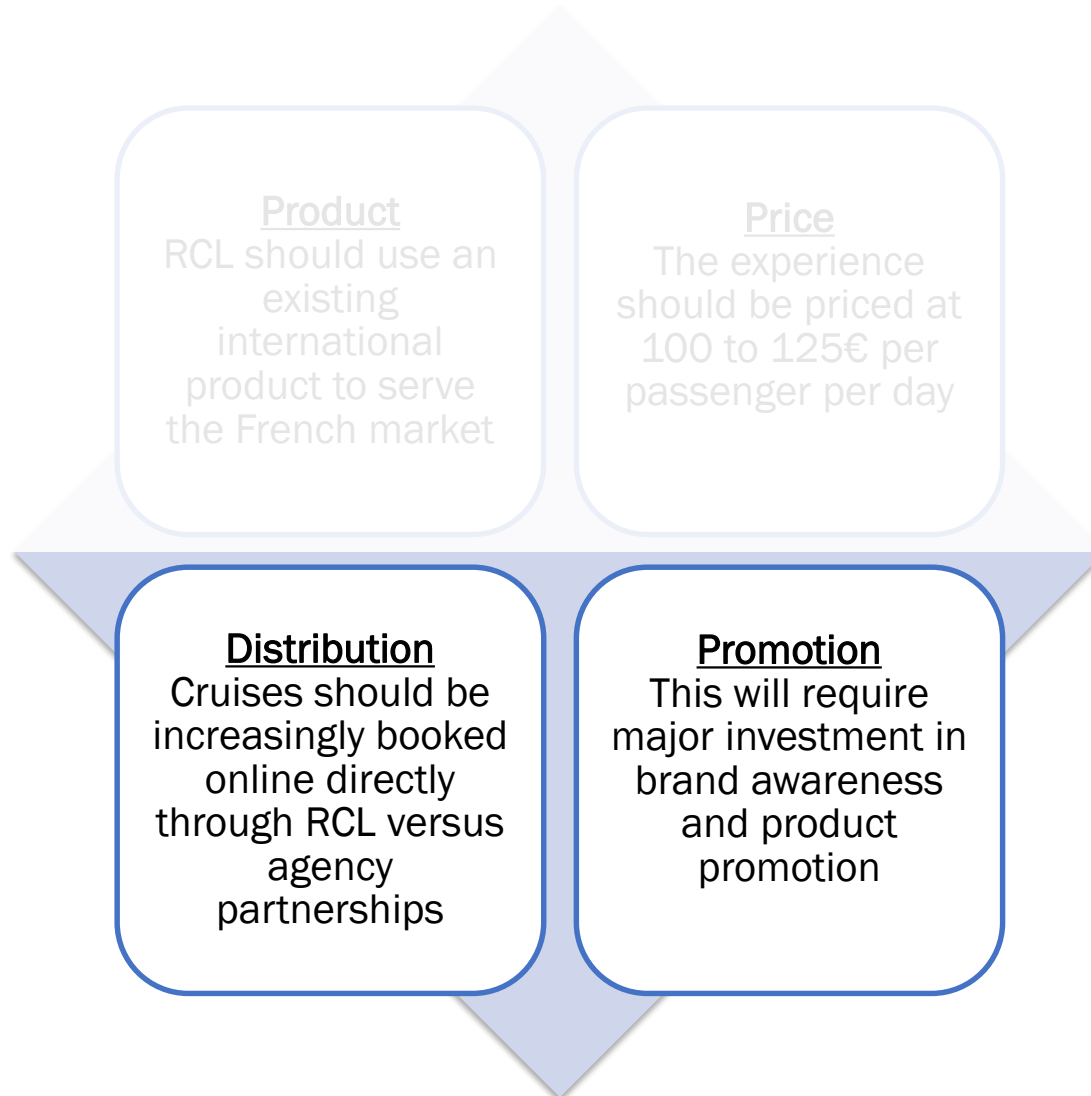 Product
RCL should use an
existing
international
product to serve
the French market
Price
The experience
should be priced at
100 to 125€ per
passenger per day
Distribution
Cruises should be
increasingly booked
online directly
through RCL versus
agency
partnerships
Promotion
This will require
major investment in
brand awareness
and product
promotion